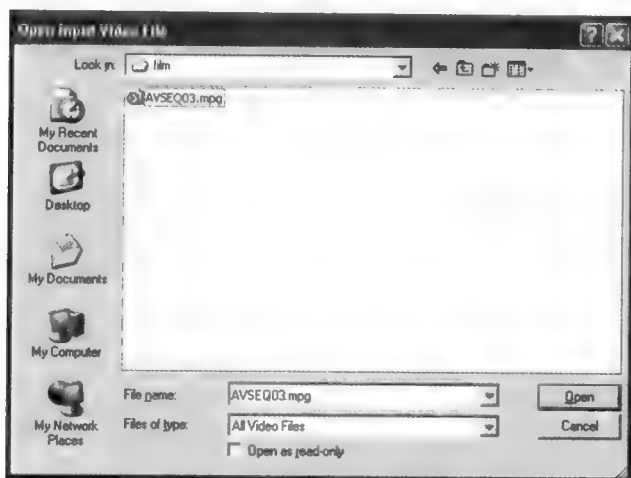 Open Input Video File
Look in: film
AVSEQ03.mpg
My Recent
Documents
Desktop
My Documents
My Computer
My Network
Places
File name: AVSEQ03.mpg Open
Files of type: All Video Files Cancel
Open as read-only